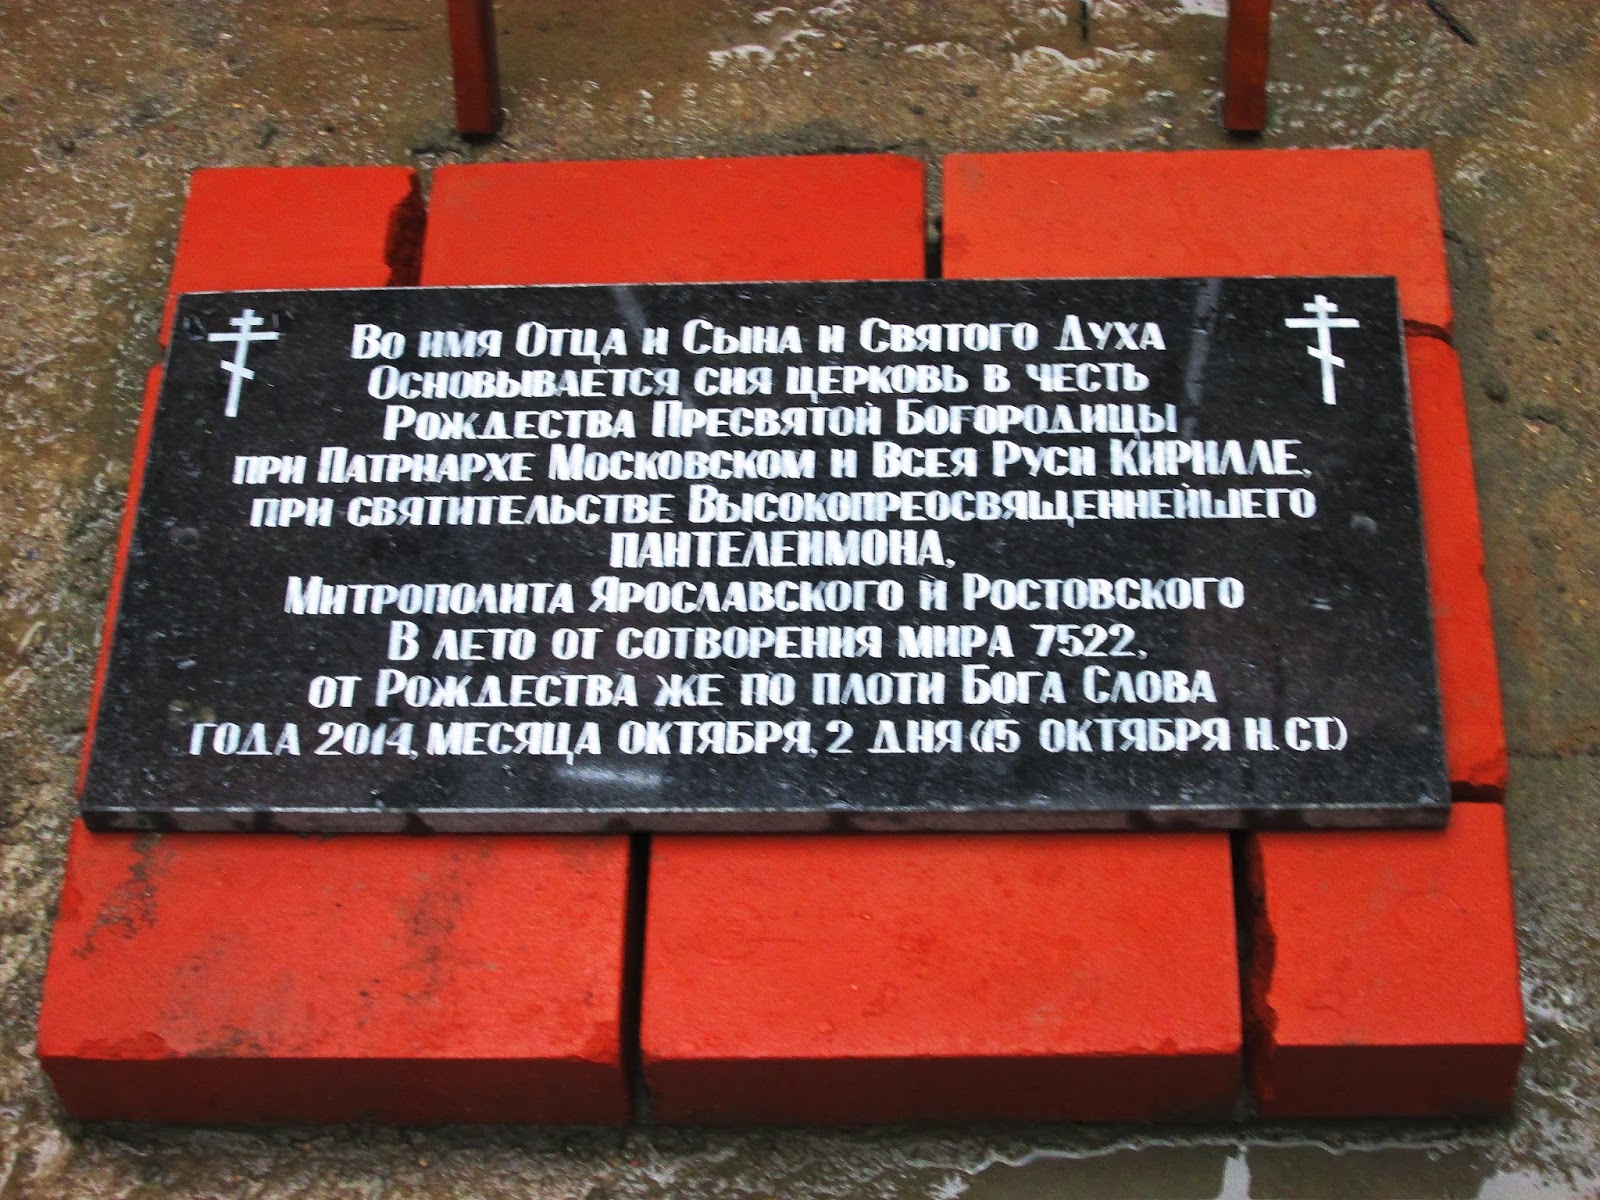 Во имя Отца и Сына и Святого Духа
Основывается сия церковь в честь
Рождества Пресвятой Богородицы
при Патриархе Московском и Всея Руси Кирилле,
при святительстве Высокопреосвященнейшего
ПАНТЕЛЕИМОНА,
Митрополита Ярославского и Ростовского
В лето от сотворения мира 7522,
от Рождества же по плоти Бога Слова
года 2014, месяца октября, 2 дня (15 октября н. ст.)